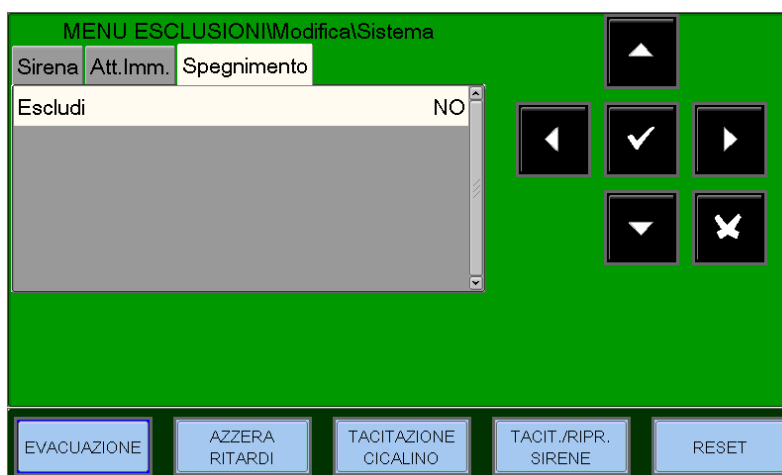 MENU ESCLUSIONI\Modifica\Sistema
Sirena Att.Imm. Spegnimento
Escludi NO
EVACUAZIONE
AZZERA
RITARDI
TACITAZIONE
CICALINO
TACIT./RIPR.
SIRENE
RESET